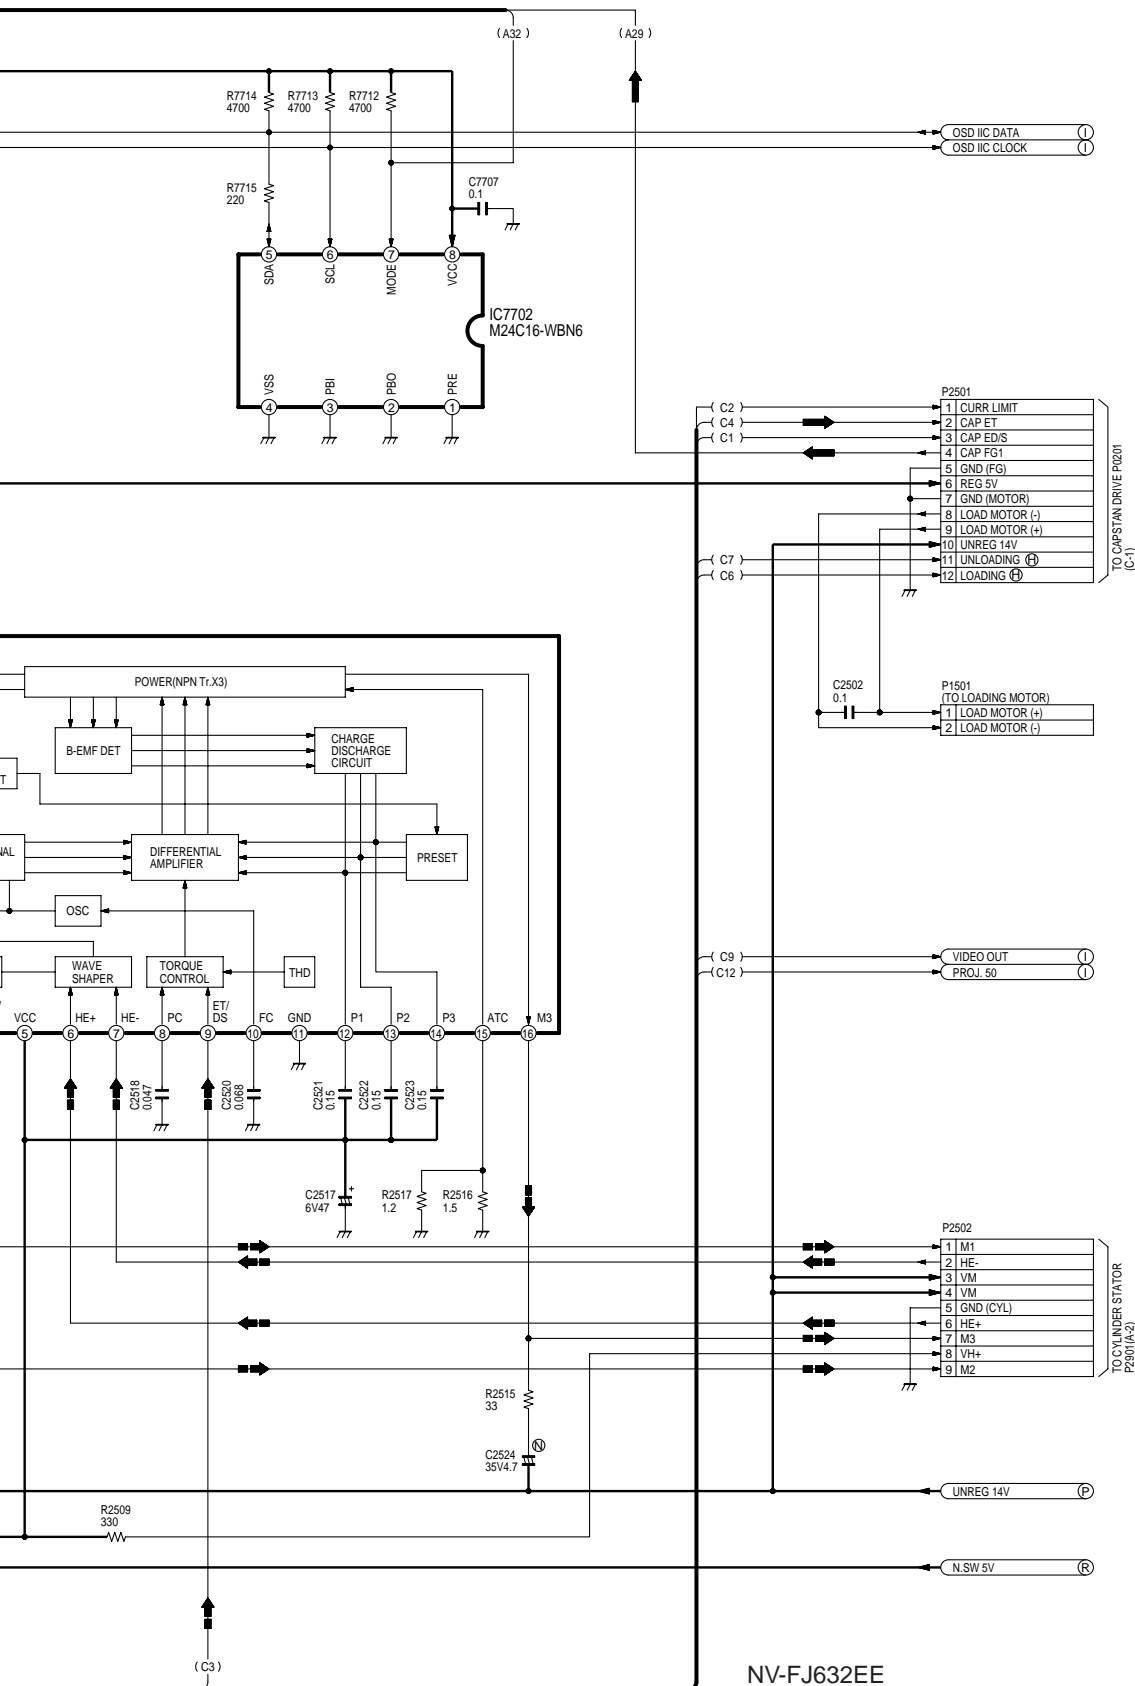 ( A32 )
( A29 )
R7714
4700
R7713
4700
R7712
4700
OSD IIC DATA I
OSD IIC CLOCK I
R7715
220
C7707
0.1
5 6 7 8
SDA
SCL
MODE
VCC
IC7702
M24C16-WBN6
VSS
PBI
PBO
PRE
4 3 2 1
P2501
( C2 ) 1 CURR LIMIT
( C4 ) 2 CAP ET
( C1 ) 3 CAP ED/S
4 CAP FG1
5 GND (FG)
6 REG 5V
7 GND (MOTOR)
8 LOAD MOTOR (-)
9 LOAD MOTOR (+)
10 UNREG 14V
( C7 ) 11 UNLOADING H
( C6 ) 12 LOADING H
TO CAPSTAN DRIVE P0201
(C-1)
POWER(NPN Tr.X3)
C2502
0.1
P1501
(TO LOADING MOTOR)
1 LOAD MOTOR (+)
2 LOAD MOTOR (-)
B-EMF DET
CHARGE
DISCHARGE
CIRCUIT
T
NAL
DIFFERENTIAL
AMPLIFIER
PRESET
OSC
WAVE
SHAPER
TORQUE
CONTROL
THD
( C9 ) VIDEO OUT I
(C12 ) PROJ. 50 I
VCC HE+ HE- PC ET/
DS FC GND P1 P2 P3 ATC M3
5 6 7 8 9 10 11 12 13 14 15 16
C2518
0.047
C2520
0.068
C2521
0.15
C2522
0.15
C2523
0.15
C2517 +
6V47
R2517
1.2
R2516
1.5
P2502
1 M1
2 HE-
3 VM
4 VM
5 GND (CYL)
6 HE+
7 M3
8 VH+
9 M2
TO CYLINDER STATOR
P2901(A-2)
R2515
33
C2524 N
35V4.7
UNREG 14V P
R2509
330
N.SW 5V R
( C3 )
NV-FJ632EE